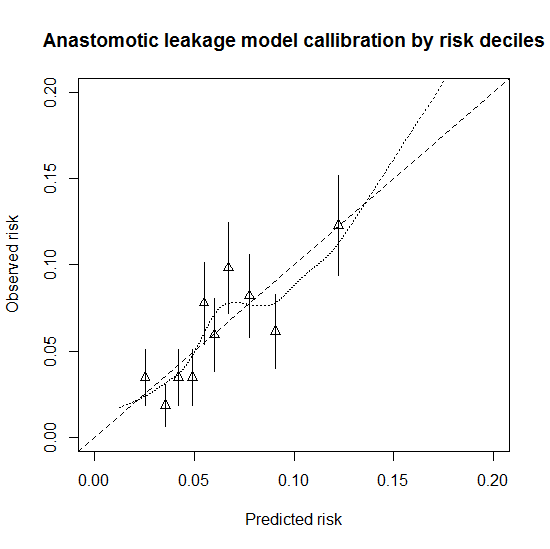 Anastomotic leakage model callibration by risk deciles
0.20
0.15
0.10
0.05
0.00
Observed risk
0.00 0.05 0.10 0.15 0.20
Predicted risk